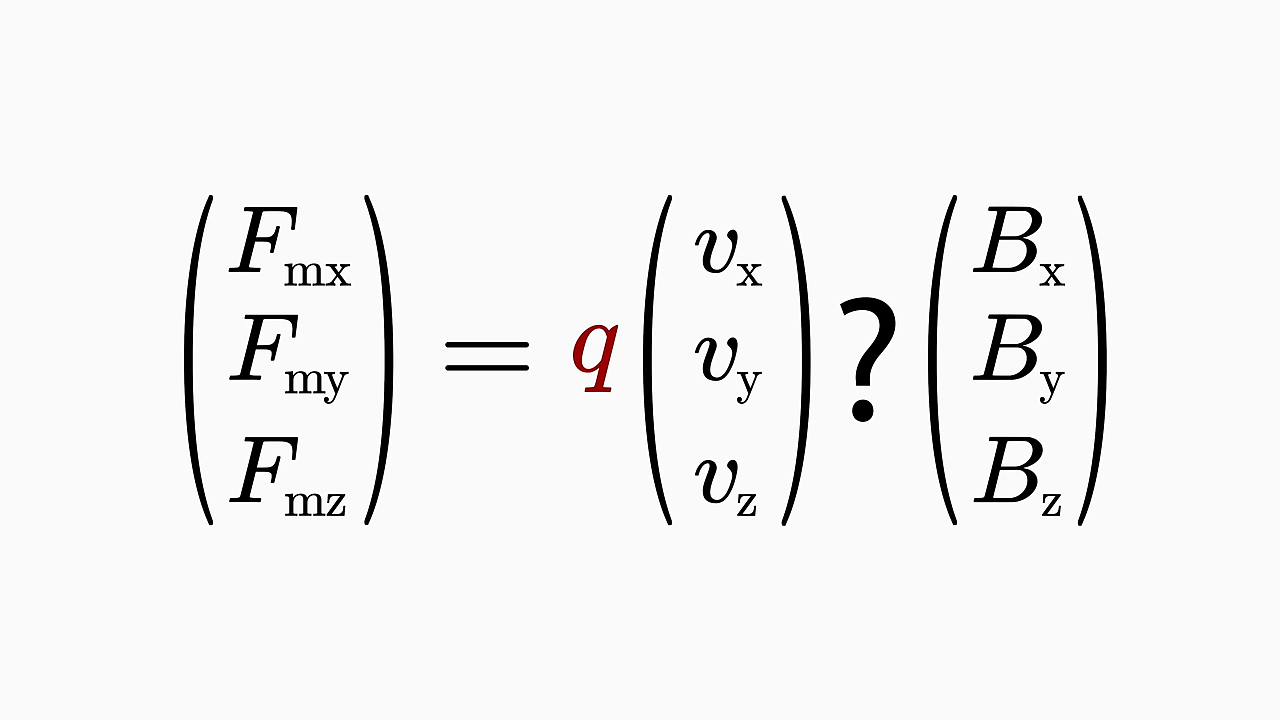 F_mx v_x B_x
F_my = q v_y ? B_y
F_mz v_z B_z